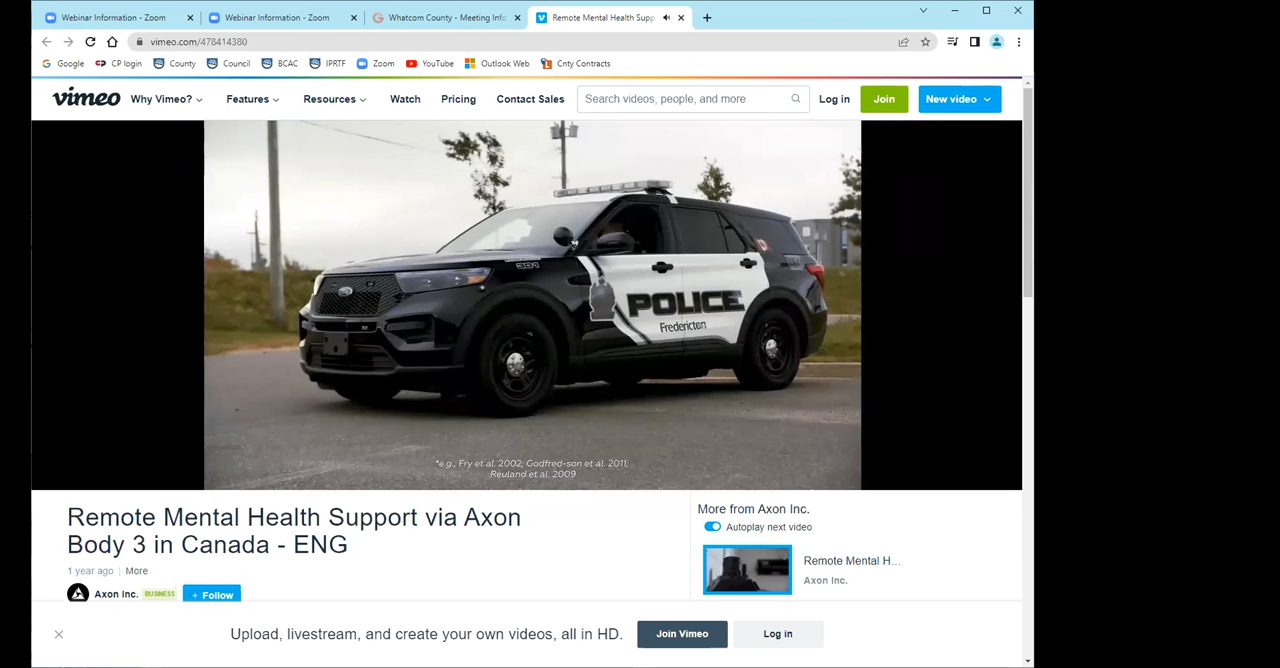 Webinar Information - Zoom
Webinar Information - Zoom
Whatcom County - Meeting Info
Remote Mental Health Supp
vimeo.com/478414380
Google
CP login
County
Council
BCAC
IPRTF
Zoom
YouTube
Outlook Web
Cnty Contracts
vimeo
Why Vimeo?
Features
Resources
Watch
Pricing
Contact Sales
Search videos, people, and more
Log in
Join
New video
301
POLICE
Fredericton
*e.g., Fry et al. 2002; Godfred-son et al. 2011;
Reuland et al. 2009
Remote Mental Health Support via Axon
Body 3 in Canada - ENG
1 year ago | More
Axon Inc. BUSINESS + Follow
More from Axon Inc.
Autoplay next video
Remote Mental H...
Axon Inc.
Upload, livestream, and create your own videos, all in HD.
Join Vimeo
Log in